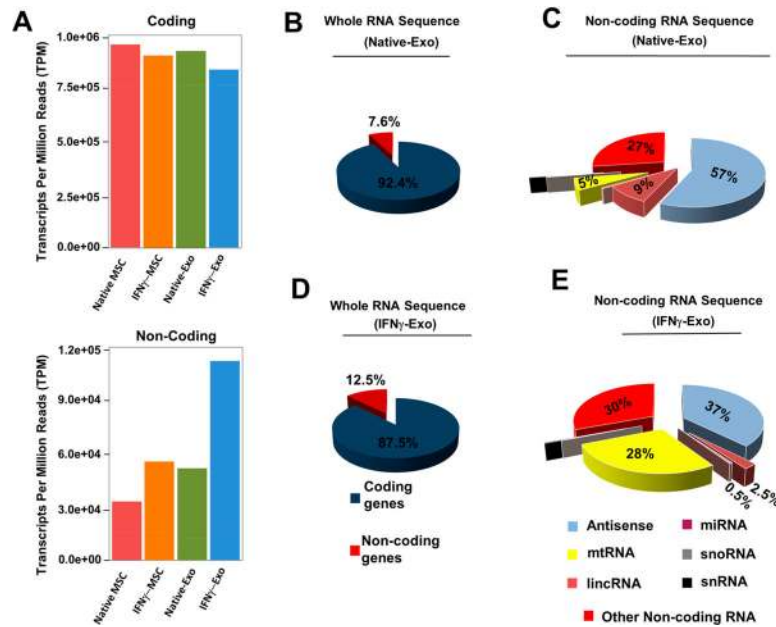 A
Coding
Transcripts Per Million Reads (TPM)
1.0e+06
7.5e+05
5.0e+05
2.5e+05
0.0e+00
Native MSC
IFNγ–MSC
Native-Exo
IFNγ–Exo
Non-Coding
Transcripts Per Million Reads (TPM)
1.2e+05
9.0e+04
6.0e+04
3.0e+04
0.0e+00
Native MSC
IFNγ–MSC
Native-Exo
IFNγ–Exo
B
Whole RNA Sequence
(Native-Exo)
7.6%
92.4%
C
Non-coding RNA Sequence
(Native-Exo)
27%
57%
5%
9%
D
Whole RNA Sequence
(IFNγ-Exo)
12.5%
87.5%
Coding
genes
Non-coding
genes
E
Non-coding RNA Sequence
(IFNγ-Exo)
30%
37%
28%
0.5%
2.5%
Antisense
miRNA
mtRNA
snoRNA
lincRNA
snRNA
Other Non-coding RNA